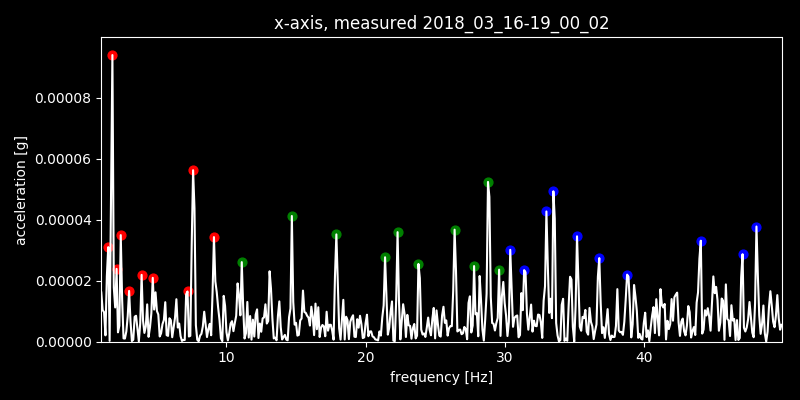 x-axis, measured 2018_03_16-19_00_02
acceleration [g]
0.00008
0.00006
0.00004
0.00002
0.00000
10 20 30 40
frequency [Hz]